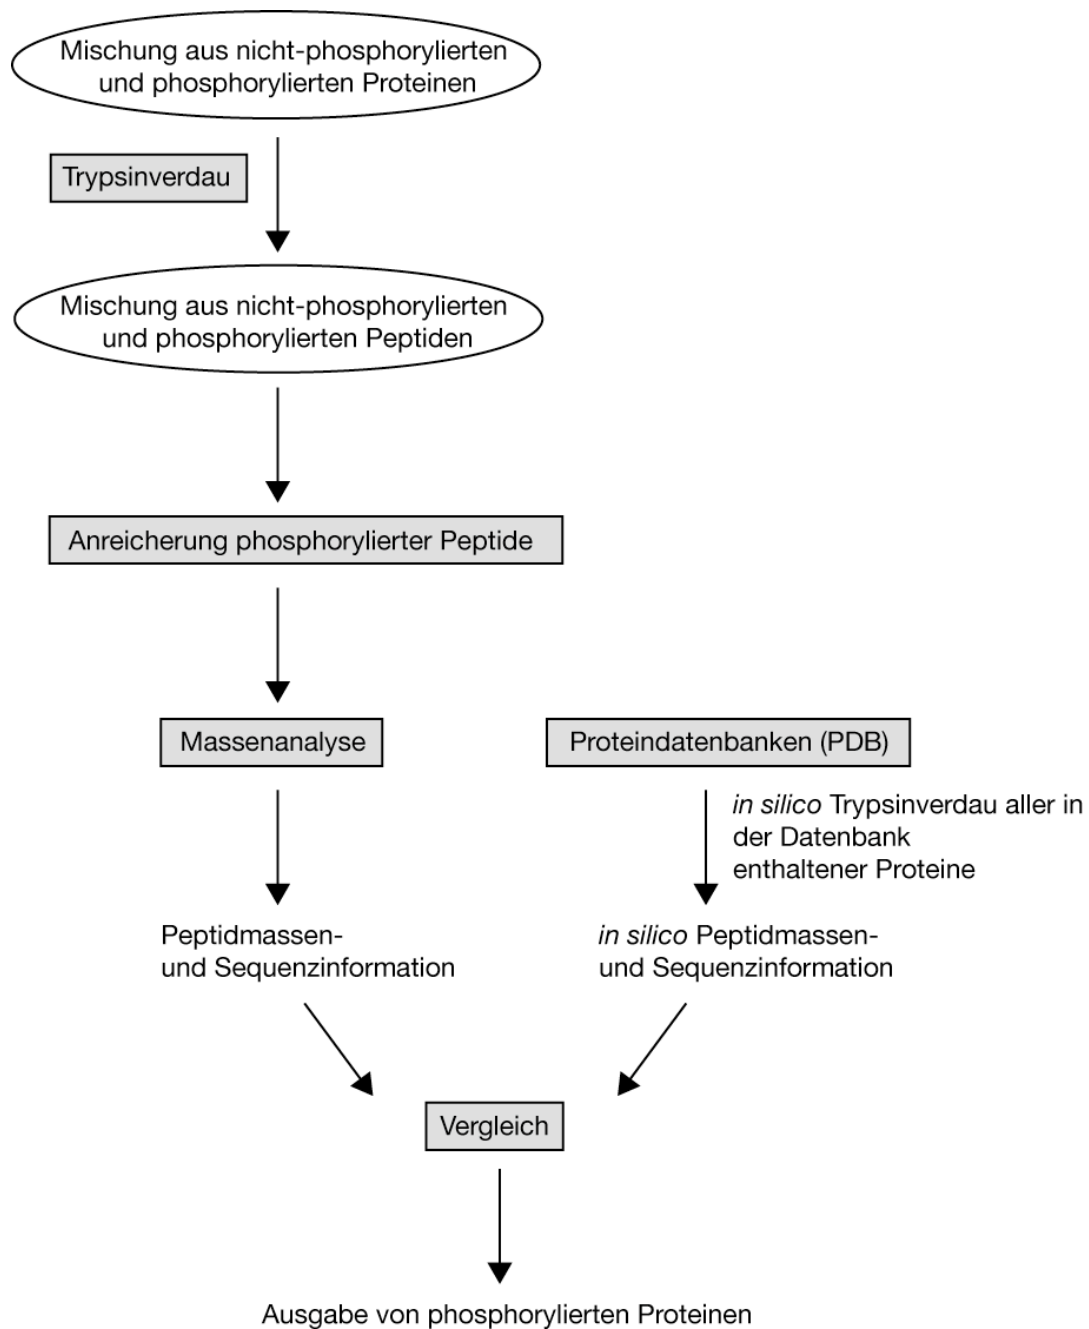 Mischung aus nicht-phosphorylierten
und phosphorylierten Proteinen
Trypsinverdau
Mischung aus nicht-phosphorylierten
und phosphorylierten Peptiden
Anreicherung phosphorylierter Peptide
Massenanalyse
Proteindatenbanken (PDB)
in silico Trypsinverdau aller in
der Datenbank
enthaltener Proteine
Peptidmassen-
und Sequenzinformation
in silico Peptidmassen-
und Sequenzinformation
Vergleich
Ausgabe von phosphorylierten Proteinen